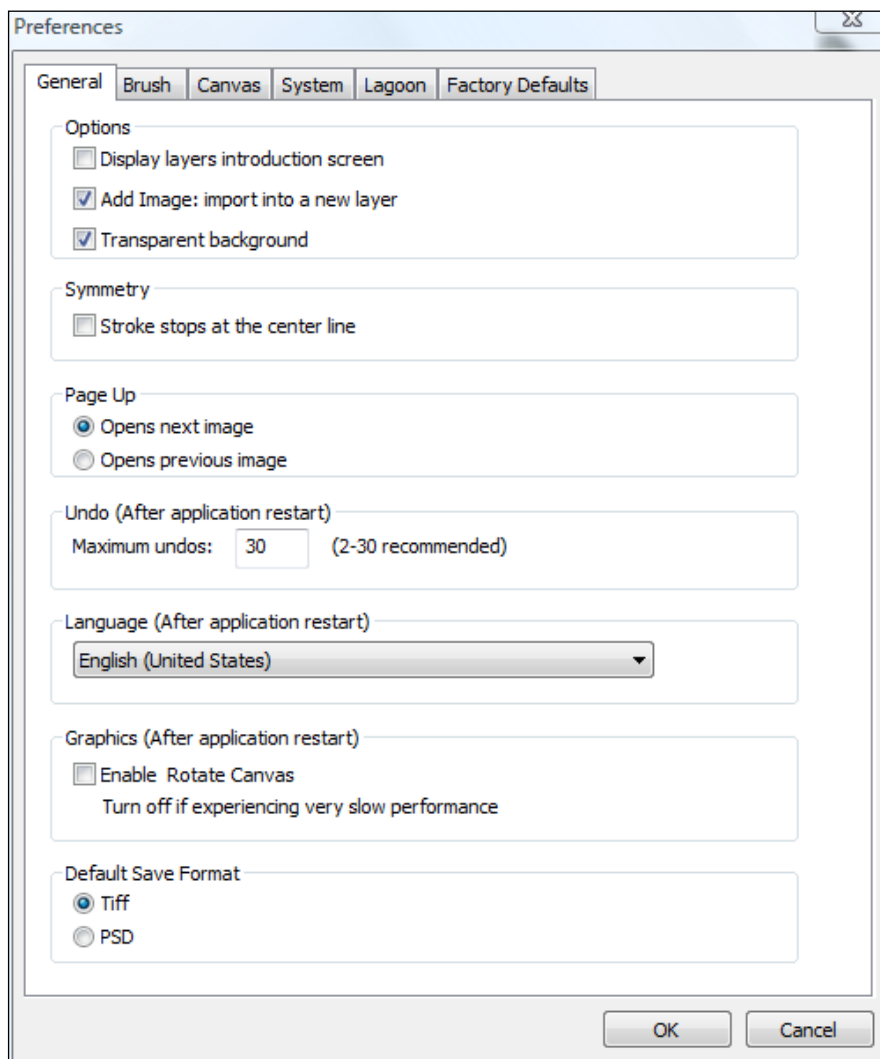 Preferences
General Brush Canvas System Lagoon Factory Defaults
Options
Display layers introduction screen
Add Image: import into a new layer
Transparent background
Symmetry
Stroke stops at the center line
Page Up
Opens next image
Opens previous image
Undo (After application restart)
Maximum undos: 30 (2-30 recommended)
Language (After application restart)
English (United States)
Graphics (After application restart)
Enable Rotate Canvas
Turn off if experiencing very slow performance
Default Save Format
Tiff
PSD
OK Cancel